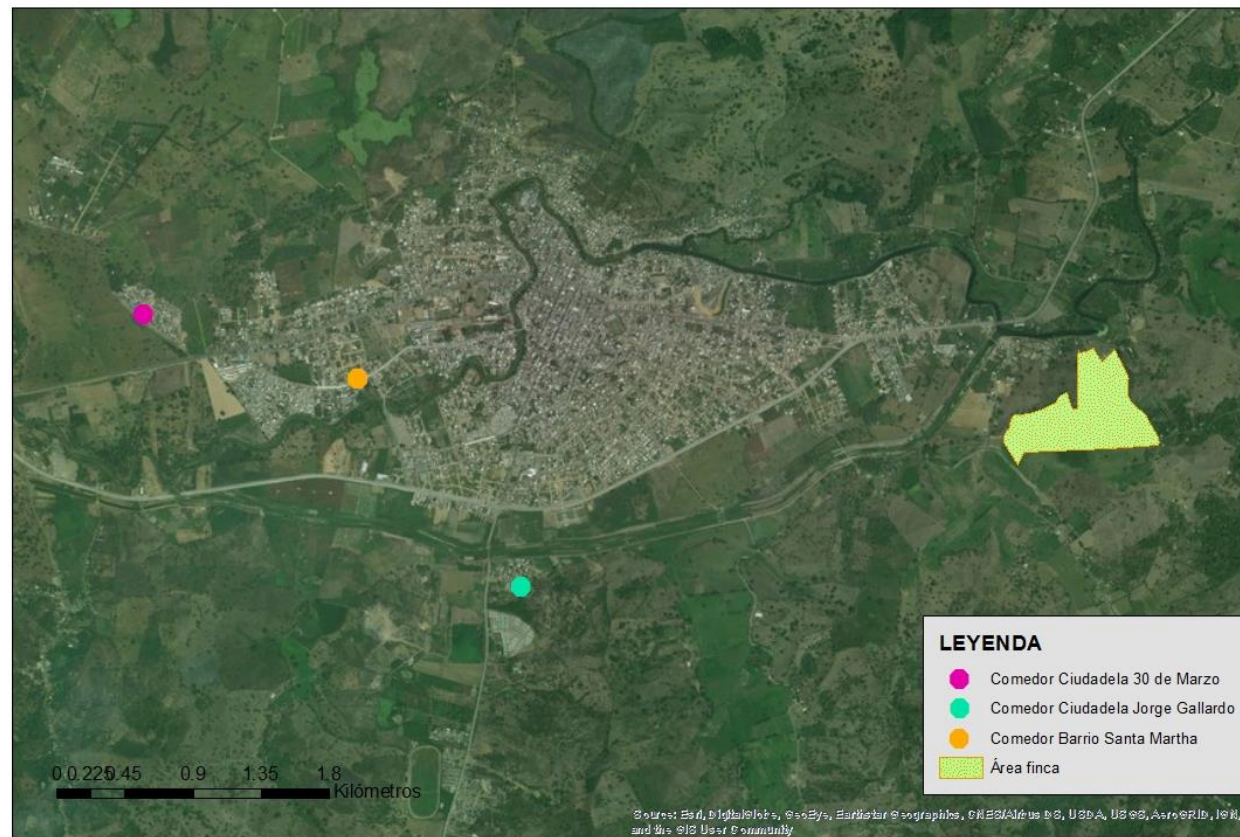 LEYENDA
Comedor Ciudadela 30 de Marzo
Comedor Ciudadela Jorge Gallardo
Comedor Barrio Santa Martha
Área finca
0 0.225 0.45 0.9 1.35 1.8
Kilómetros
Source: Esri, DigitalGlobe, GeoEye, Earthstar Geographics, CNES/Airbus DS, USDA, USGS, AeroGRID, IGN,
and the GIS User Community